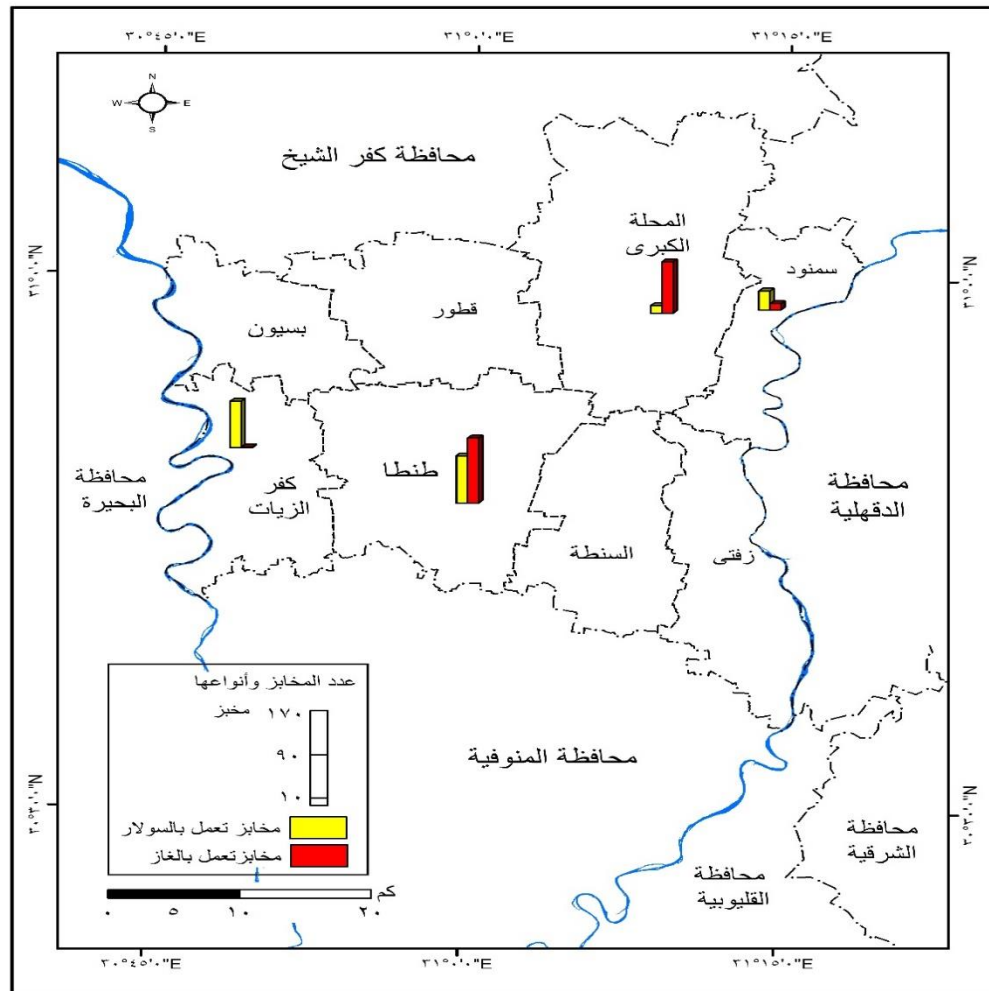 ٣٠°٤٥'٠"E
٣١°٠'٠"E
٣١°١٥'٠"E
N
W
E
S
محافظة كفر الشيخ
المحلة
الكبرى
سمنود
٣١°٠'٠"N
٣١°٠'٠"N
قطور
بسيون
طنطا
كفر
الزيات
محافظة
البحيرة
محافظة
الدقهلية
السنطة
زفتى
عدد المخابز وأنواعها
١٧٠ مخبز
٩٠
١٠
مخابز تعمل بالسولار
مخابز تعمل بالغاز
كم
٠ ٥ ١٠ ٢٠
محافظة المنوفية
٣٠°٣٠'٠"N
٣٠°٣٠'٠"N
محافظة
الشرقية
محافظة
القليوبية
٣٠°٤٥'٠"E
٣١°٠'٠"E
٣١°١٥'٠"E